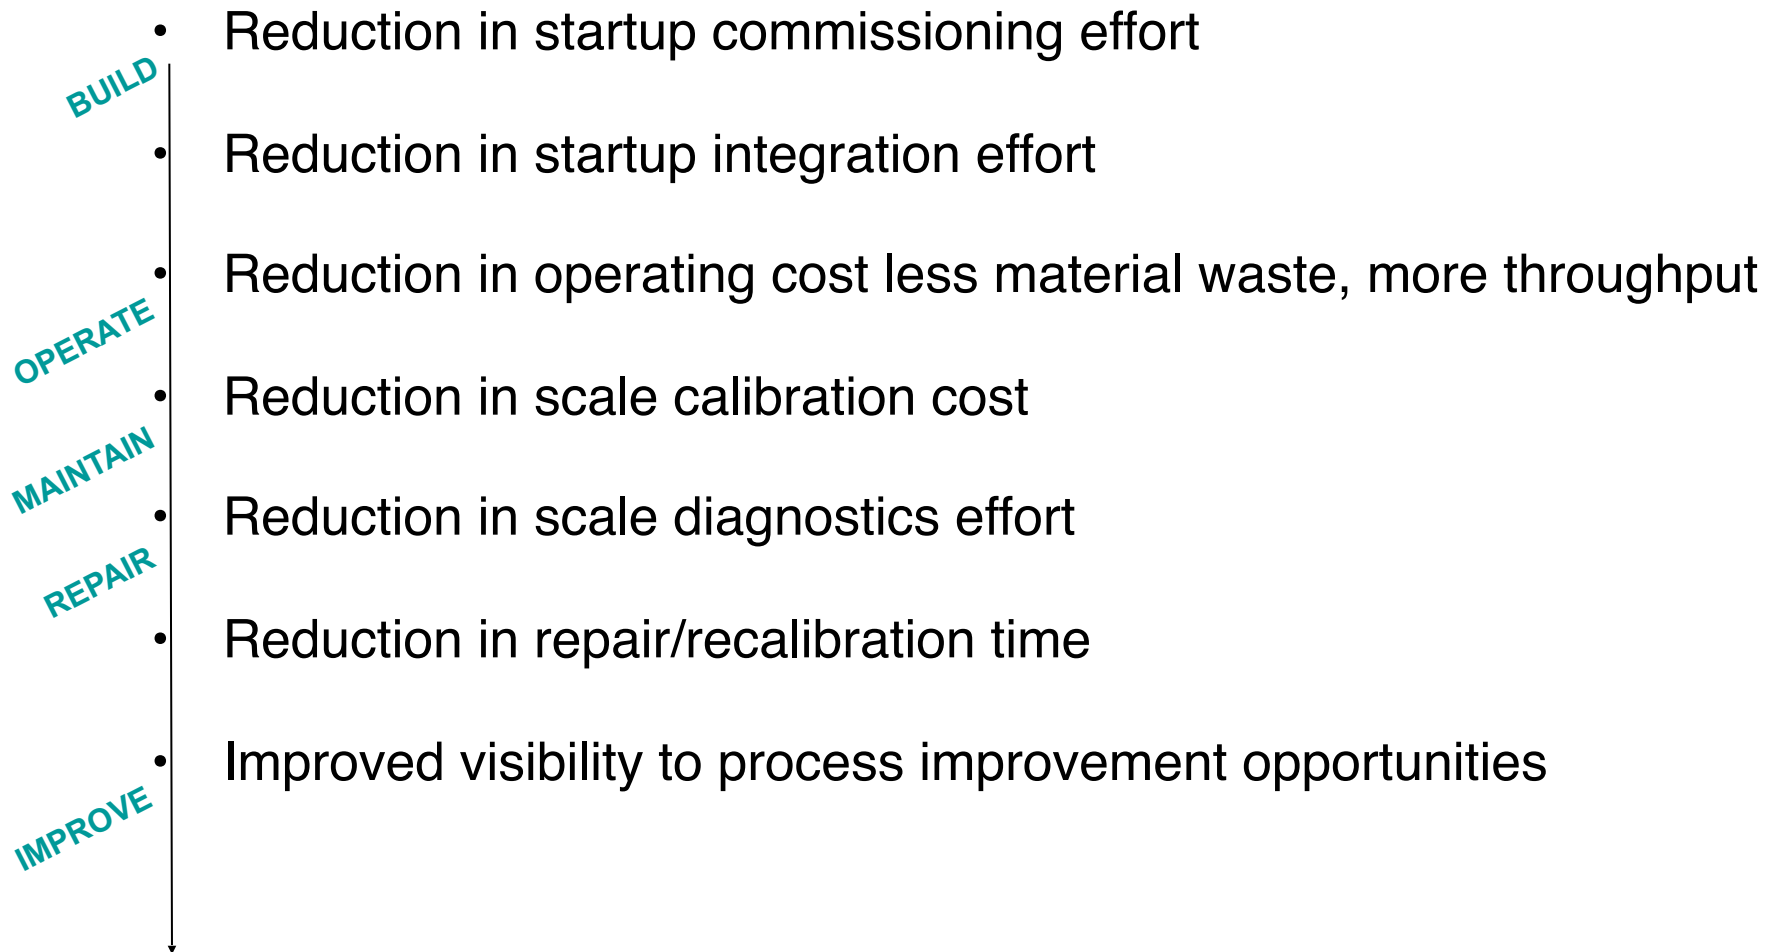 • Reduction in startup commissioning effort
BUILD
• Reduction in startup integration effort
• Reduction in operating cost less material waste, more throughput
OPERATE
• Reduction in scale calibration cost
MAINTAIN
• Reduction in scale diagnostics effort
REPAIR
• Reduction in repair/recalibration time
• Improved visibility to process improvement opportunities
IMPROVE